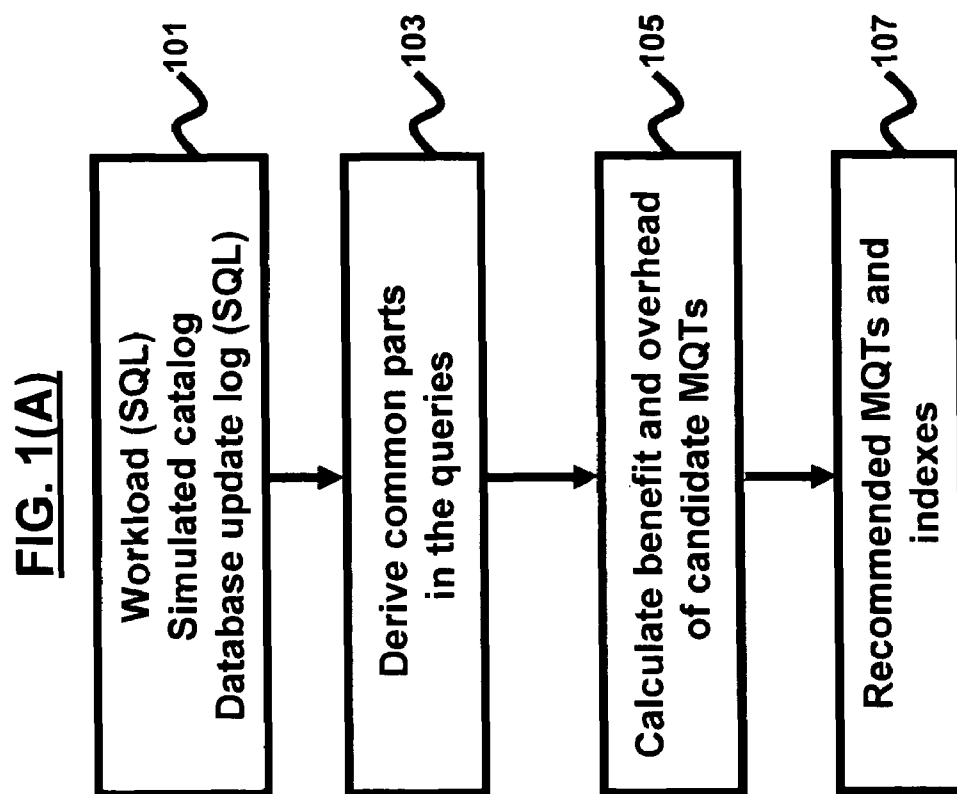 FIG. 1(A)
Workload (SQL)
Simulated catalog
Database update log (SQL)
101
Derive common parts
in the queries
103
Calculate benefit and overhead
of candidate MQTs
105
Recommended MQTs and
indexes
107